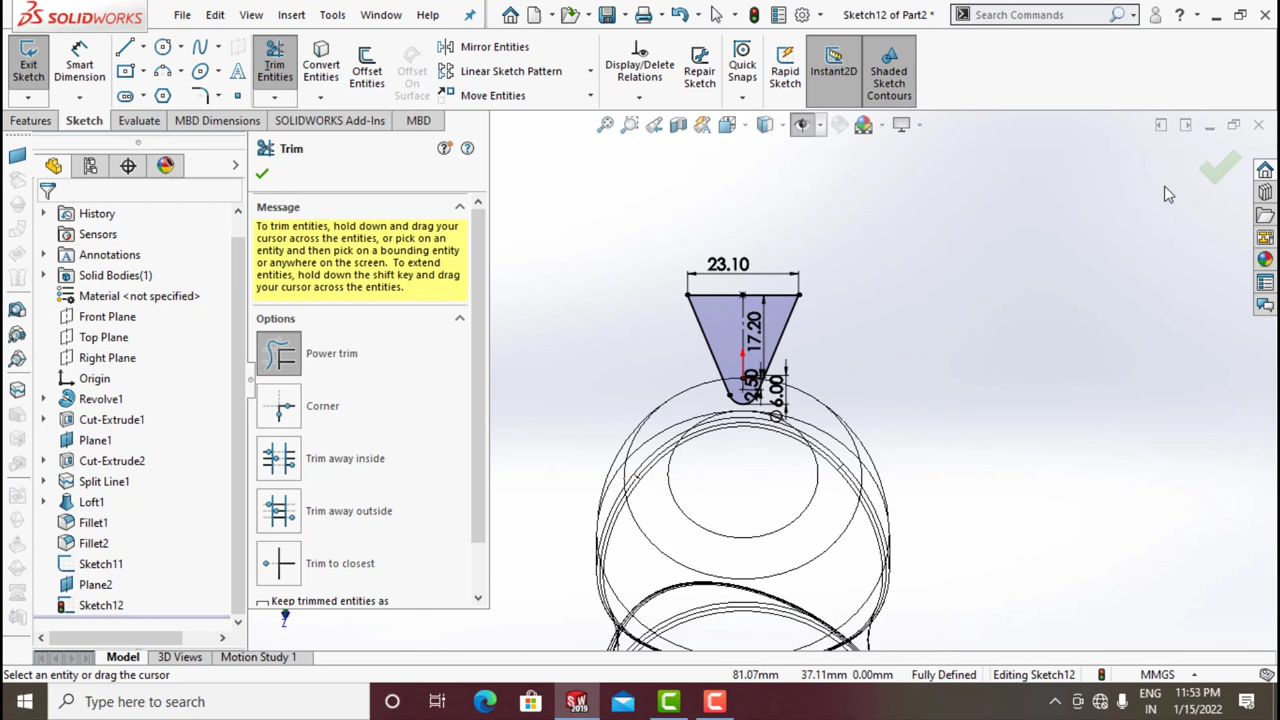 SOLIDWORKS File Edit View Insert Tools Window Help Sketch12 of Part2 * Search Commands ?
Exit Sketch Smart Dimension Trim Entities Convert Entities Offset Entities Offset On Surface Mirror Entities Linear Sketch Pattern Move Entities Display/Delete Relations Repair Sketch Quick Snaps Rapid Sketch Instant2D Shaded Sketch Contours
Features Sketch Evaluate MBD Dimensions SOLIDWORKS Add-Ins MBD
Trim
History
Sensors
Annotations
Solid Bodies(1)
Material <not specified>
Front Plane
Top Plane
Right Plane
Origin
Revolve1
Cut-Extrude1
Plane1
Cut-Extrude2
Split Line1
Loft1
Fillet1
Fillet2
Sketch11
Plane2
Sketch12
Message
To trim entities, hold down and drag your
cursor across the entities, or pick on an
entity and then pick on a bounding entity
or anywhere on the screen. To extend
entities, hold down the shift key and drag
your cursor across the entities.
Options
Power trim
Corner
Trim away inside
Trim away outside
Trim to closest
Keep trimmed entities as
Z
23.10
17.20
2.50
6.00
Model 3D Views Motion Study 1
Select an entity or drag the cursor 81.07mm 37.11mm 0.00mm Fully Defined Editing Sketch12 MMGS
Type here to search SW 2019 ENG IN 11:53 PM 1/15/2022